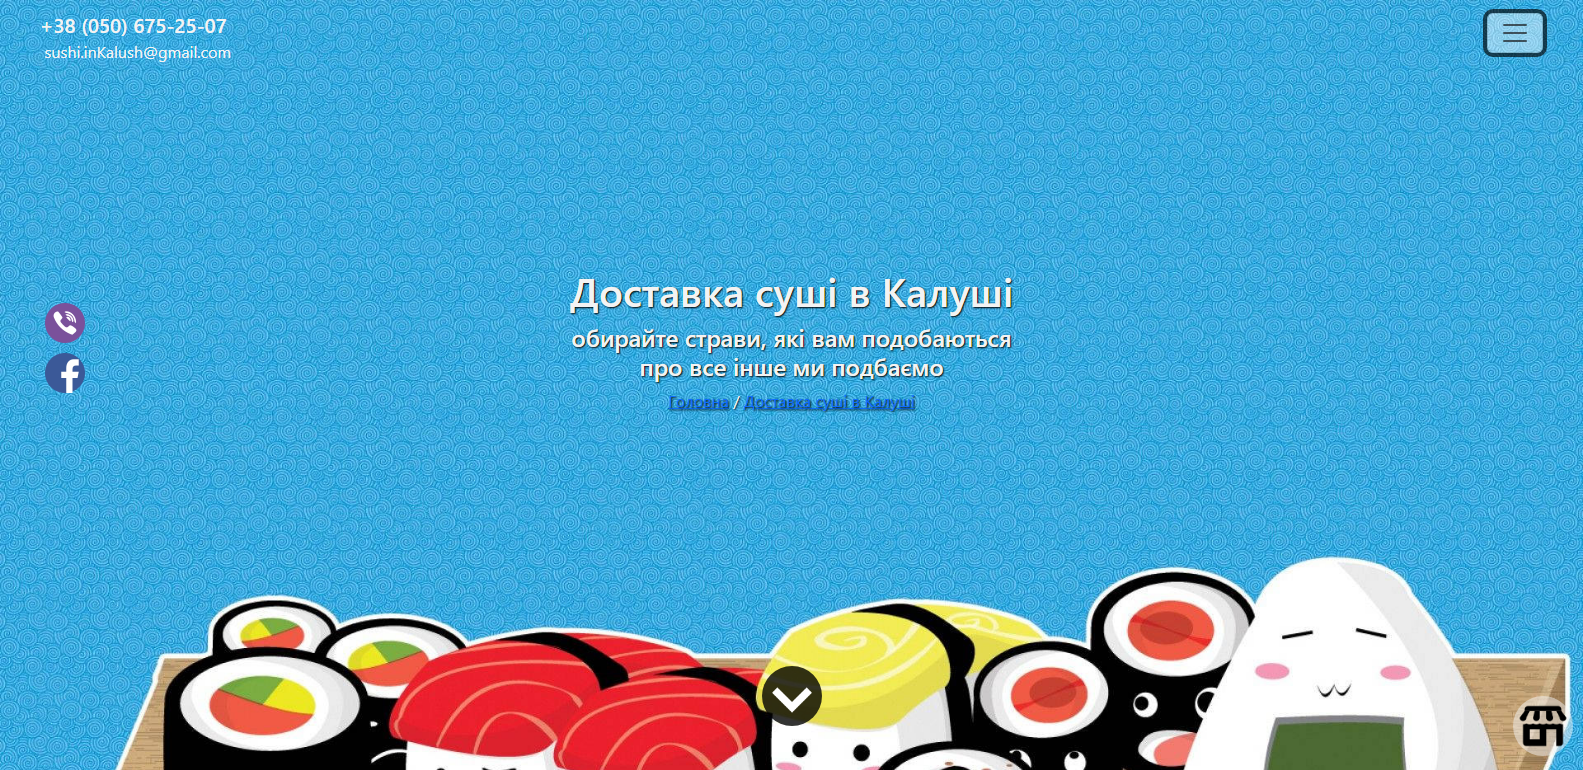 +38 (050) 675-25-07
sushi.inKalush@gmail.com
Доставка суші в Калуші
обирайте страви, які вам подобаються
про все інше ми подбаємо
Головна / Доставка суші в Калуші